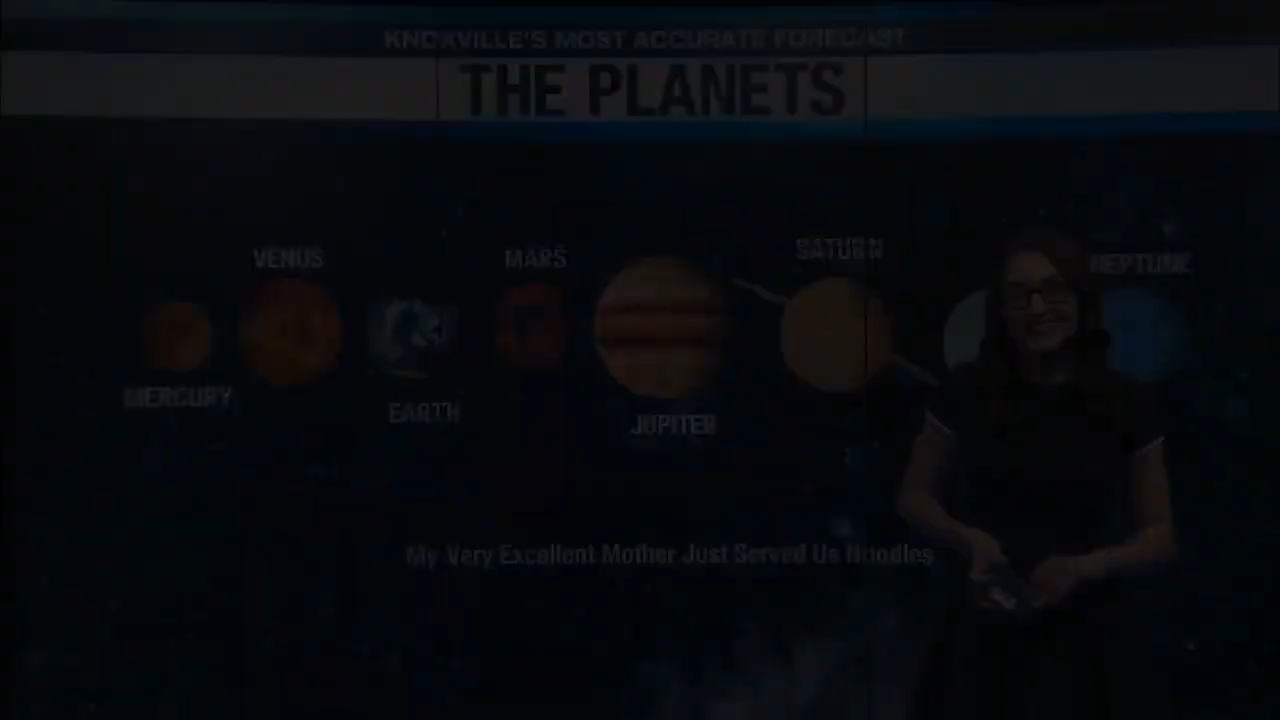 KNOXVILLE'S MOST ACCURATE FORECAST
THE PLANETS
VENUS
MARS
SATURN
NEPTUNE
MERCURY
EARTH
JUPITER
My Very Excellent Mother Just Served Us Noodles